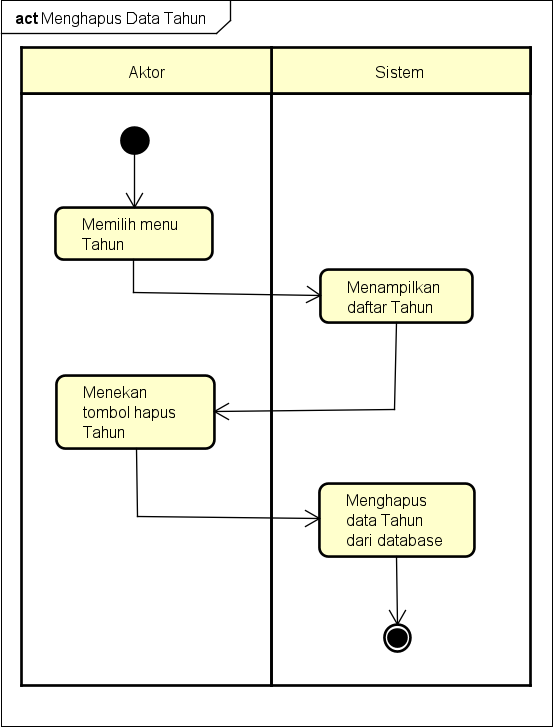 act Menghapus Data Tahun
Aktor
Sistem
Memilih menu
Tahun
Menampilkan
daftar Tahun
Menekan
tombol hapus
Tahun
Menghapus
data Tahun
dari database